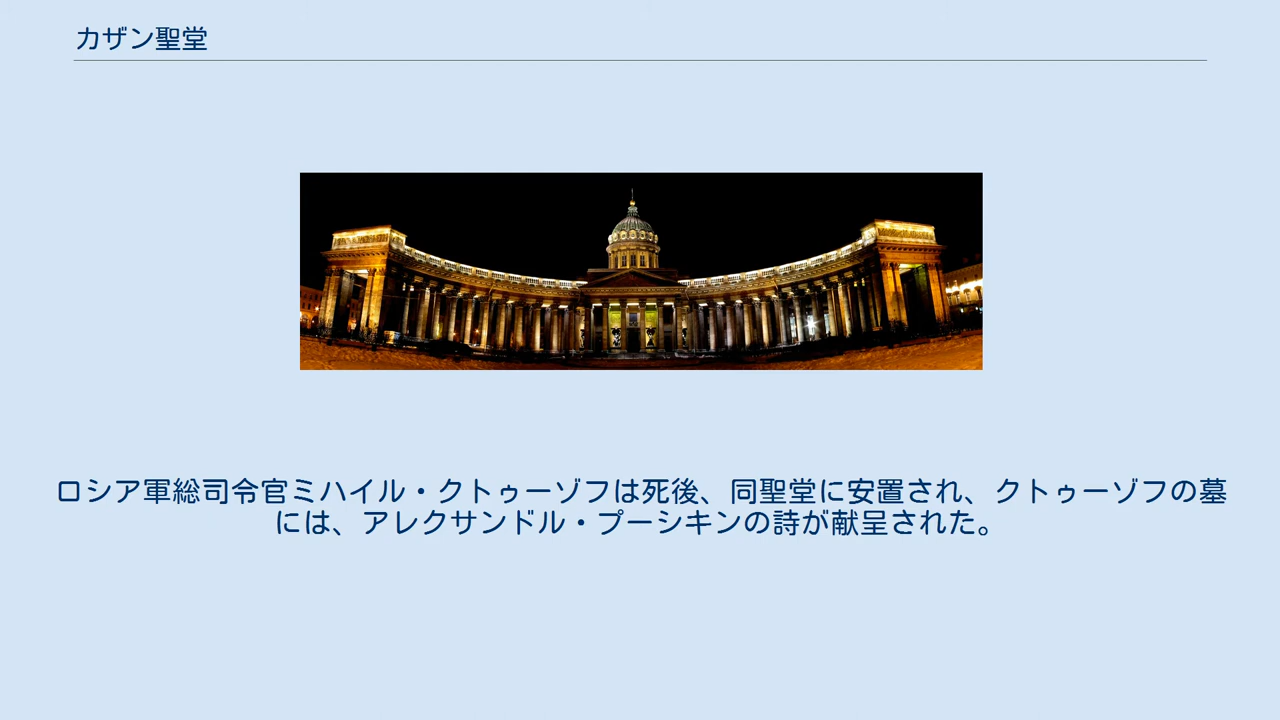 カザン聖堂
ロシア軍総司令官ミハイル・クトゥーゾフは死後、同聖堂に安置され、クトゥーゾフの墓
には、アレクサンドル・プーシキンの詩が献呈された。